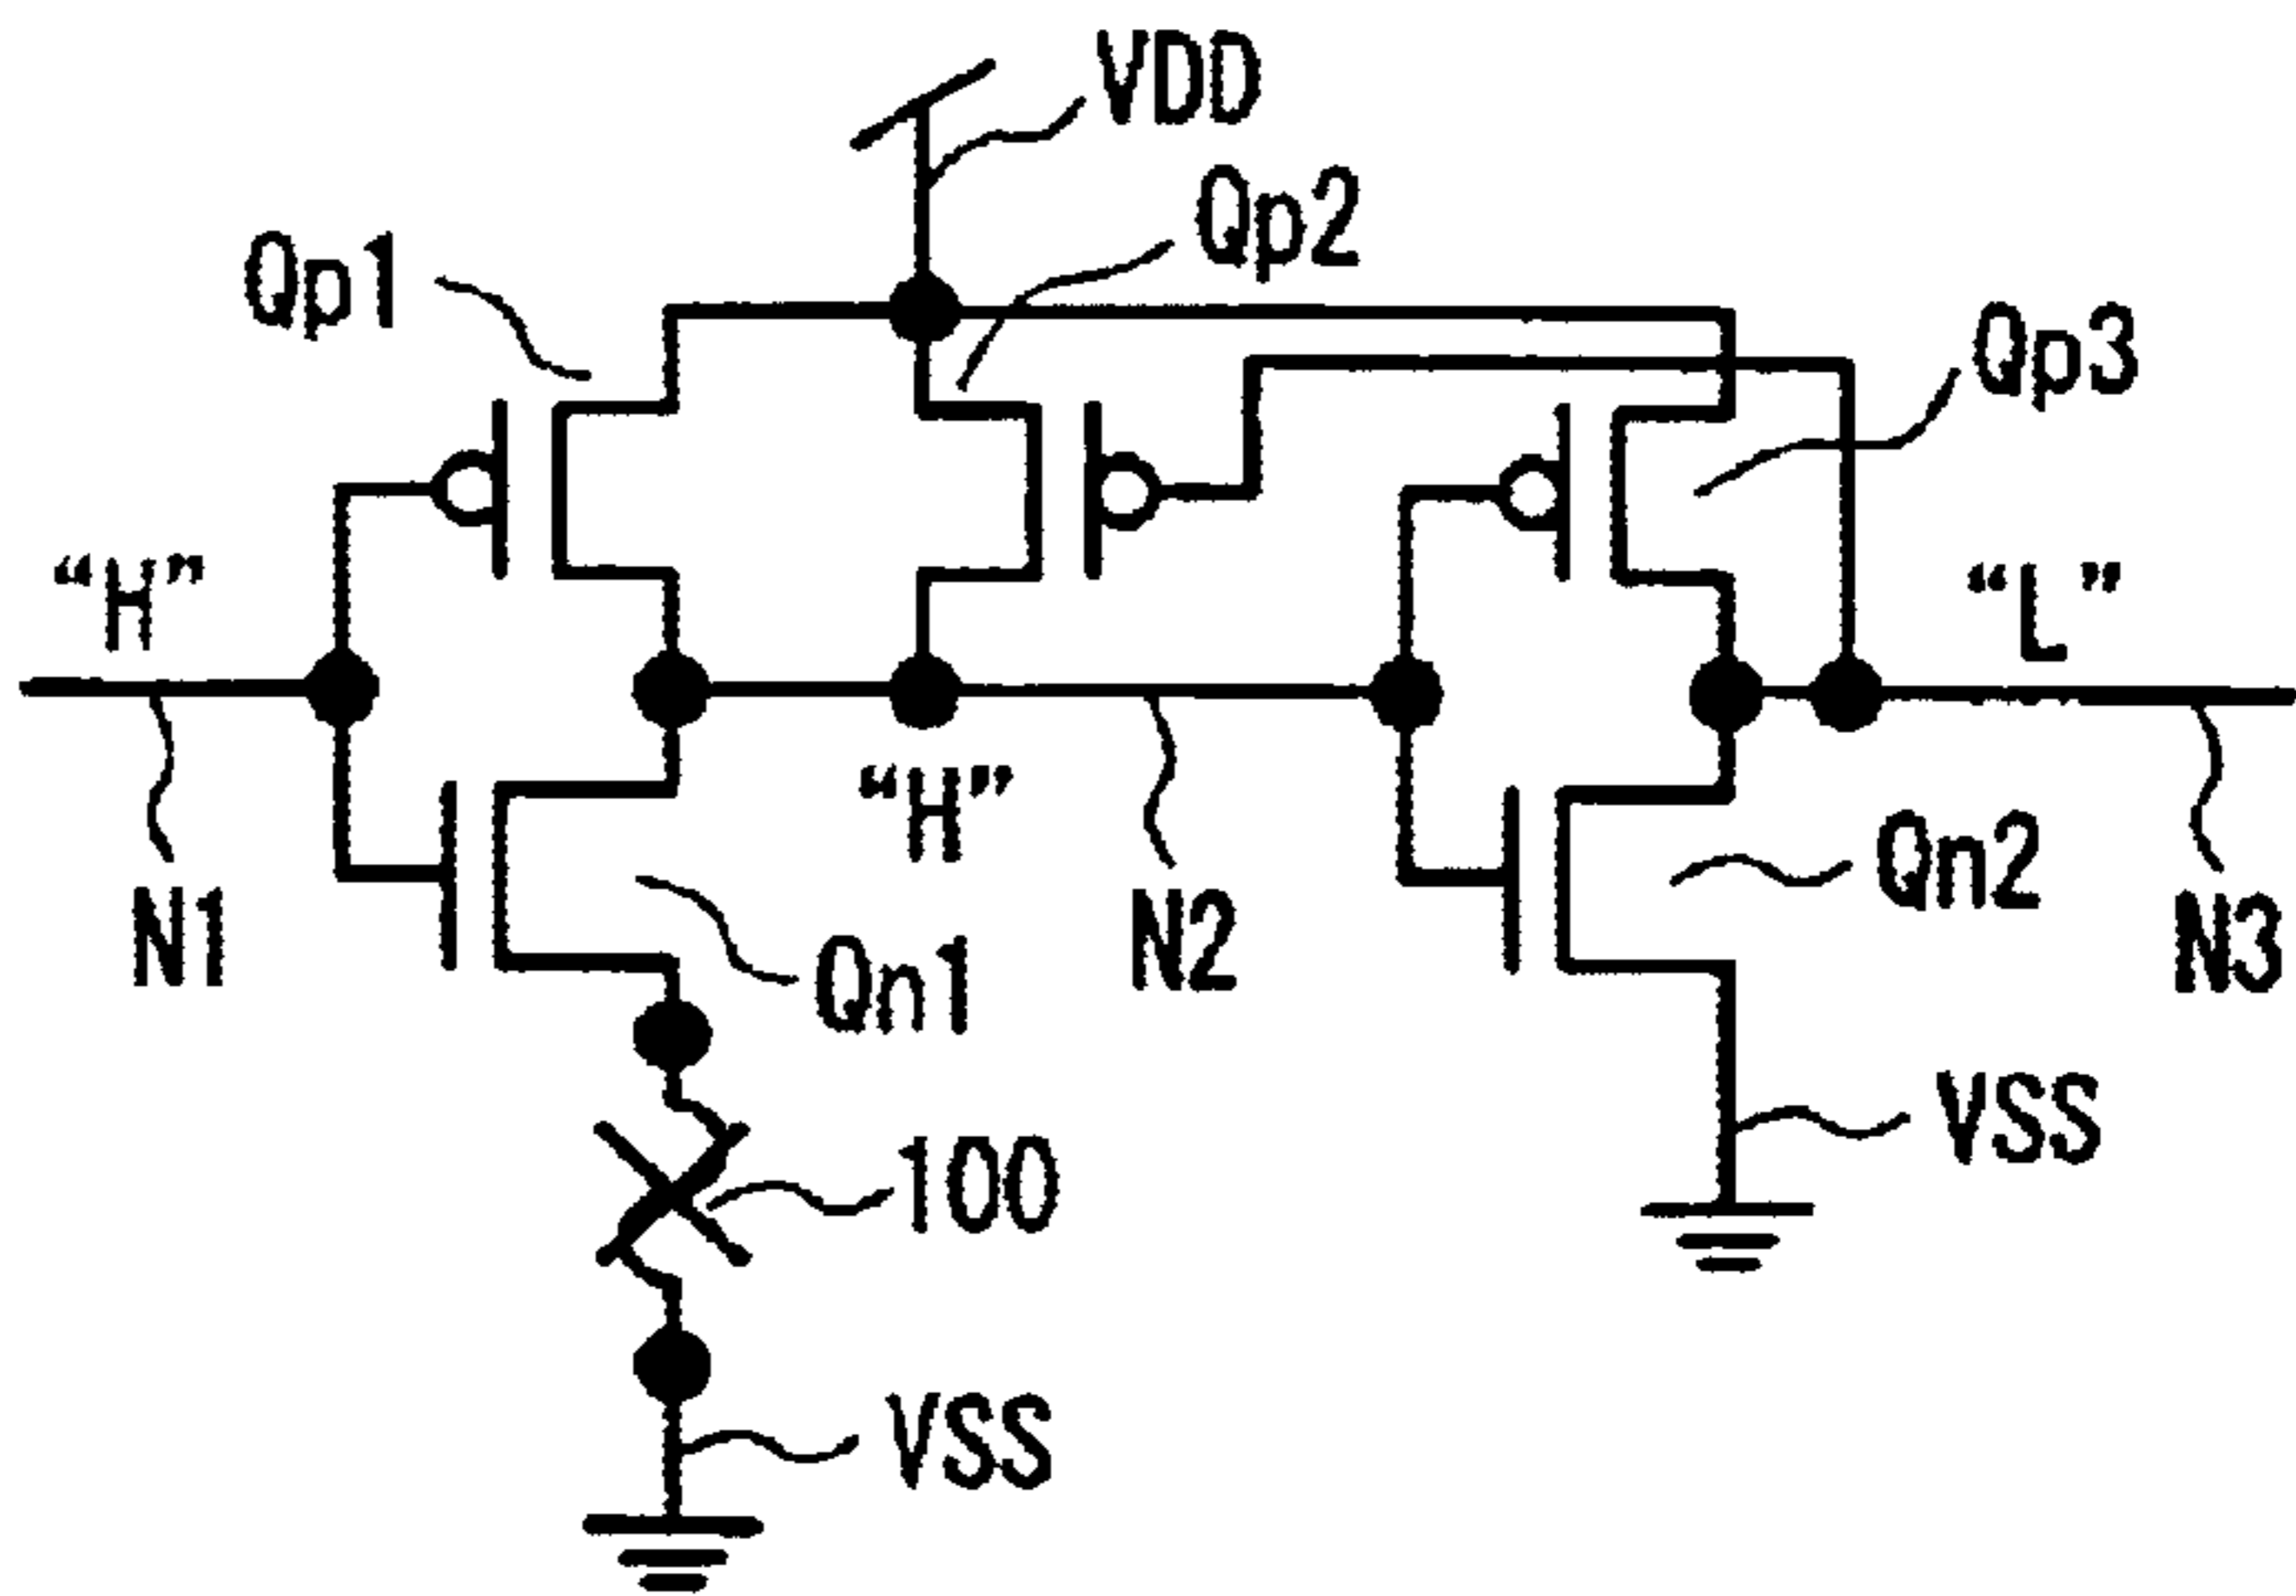 VDD
Qp2
Qp1
Qp3
“H”
“L”
“H”
Qn2
N1
N2
N3
Qn1
VSS
100
VSS